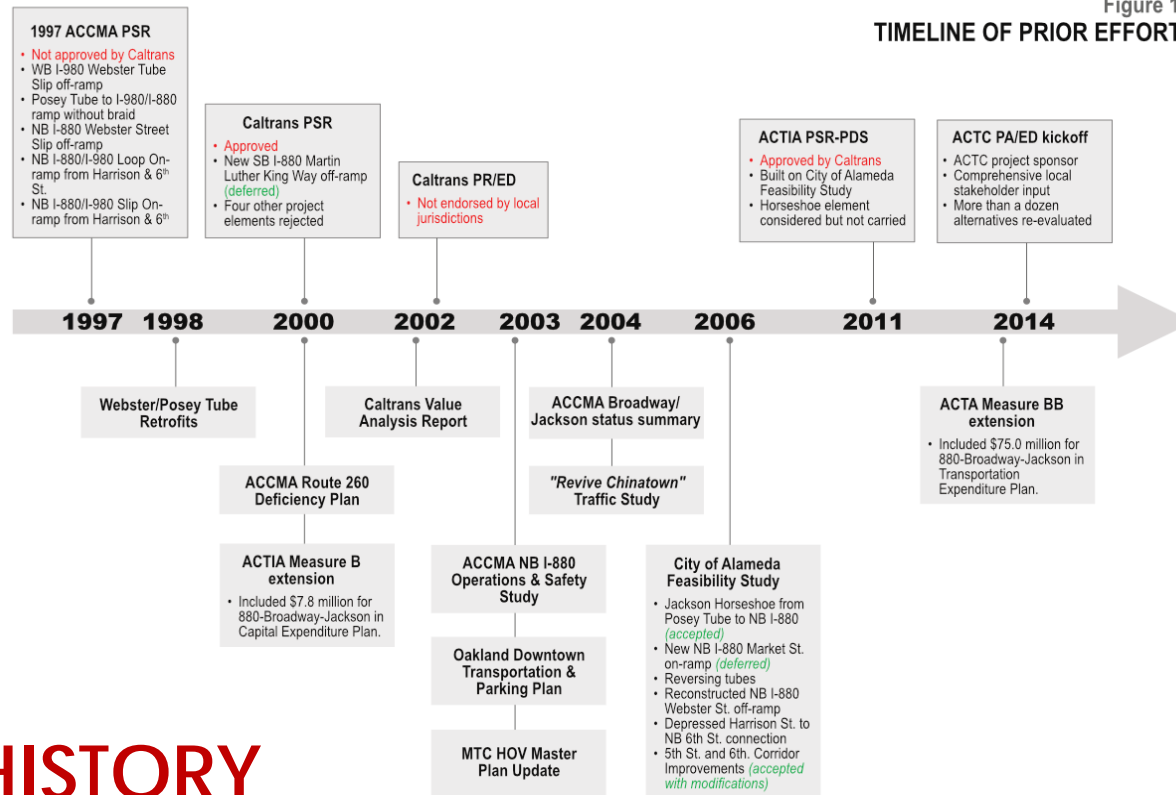 Figure 1
TIMELINE OF PRIOR EFFORT
1997 ACCMA PSR
• Not approved by Caltrans
• WB I-980 Webster Tube
Slip off-ramp
• Posey Tube to I-980/I-880
ramp without braid
• NB I-880 Webster Street
Slip off-ramp
• NB I-880/I-980 Loop On-
ramp from Harrison & 6th
St.
• NB I-880/I-980 Slip On-
ramp from Harrison & 6th
Caltrans PSR
• Approved
• New SB I-880 Martin
Luther King Way off-ramp
(deferred)
• Four other project
elements rejected
Caltrans PR/ED
• Not endorsed by local
jurisdictions
ACTIA PSR-PDS
• Approved by Caltrans
• Built on City of Alameda
Feasibility Study
• Horseshoe element
considered but not carried
ACTC PA/ED kickoff
• ACTC project sponsor
• Comprehensive local
stakeholder input
• More than a dozen
alternatives re-evaluated
1997 1998 2000 2002 2003 2004 2006 2011 2014
Webster/Posey Tube
Retrofits
ACCMA Route 260
Deficiency Plan
ACTIA Measure B
extension
• Included $7.8 million for
880-Broadway-Jackson in
Capital Expenditure Plan.
Caltrans Value
Analysis Report
ACCMA NB I-880
Operations & Safety
Study
Oakland Downtown
Transportation &
Parking Plan
MTC HOV Master
Plan Update
ACCMA Broadway/
Jackson status summary
"Revive Chinatown"
Traffic Study
City of Alameda
Feasibility Study
• Jackson Horseshoe from
Posey Tube to NB I-880
(accepted)
• New NB I-880 Market St.
on-ramp (deferred)
• Reversing tubes
• Reconstructed NB I-880
Webster St. off-ramp
• Depressed Harrison St. to
NB 6th St. connection
• 5th St. and 6th. Corridor
Improvements (accepted
with modifications)
ACTA Measure BB
extension
• Included $75.0 million for
880-Broadway-Jackson in
Transportation
Expenditure Plan.
HISTORY